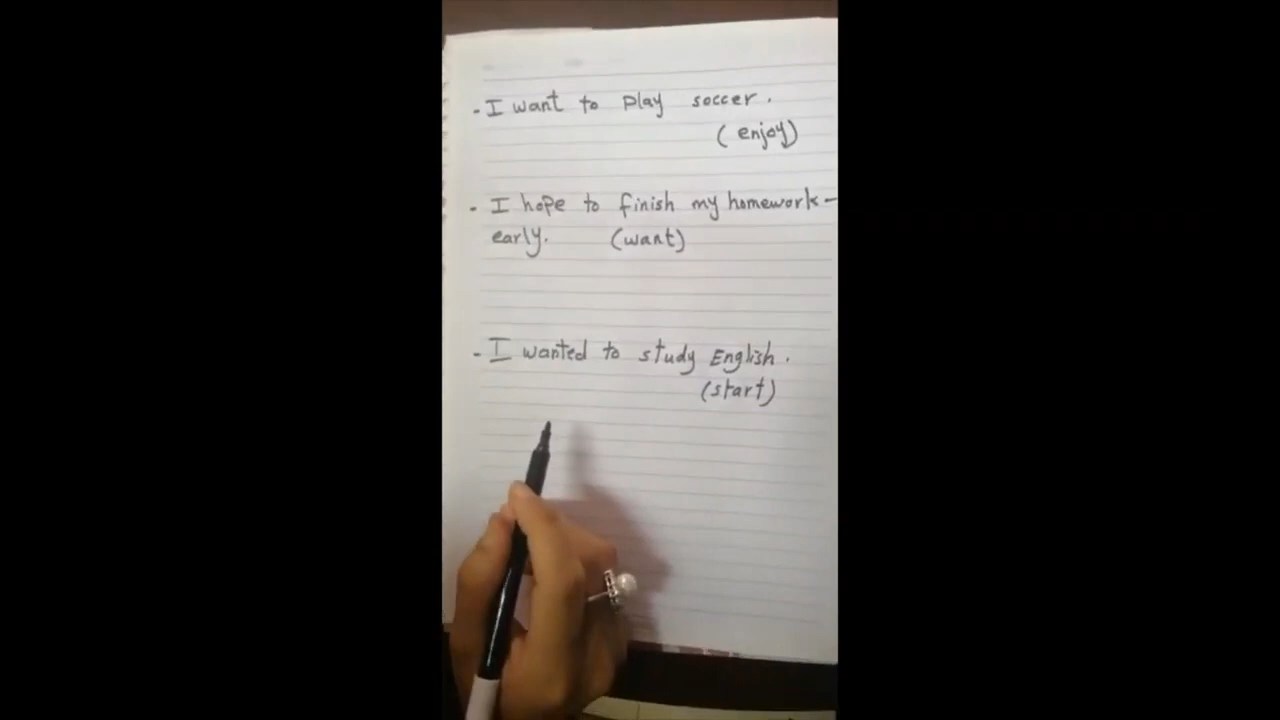 - I want to play soccer.
(enjoy)
- I hope to finish my homework -
early. (want)
- I wanted to study English.
(start)